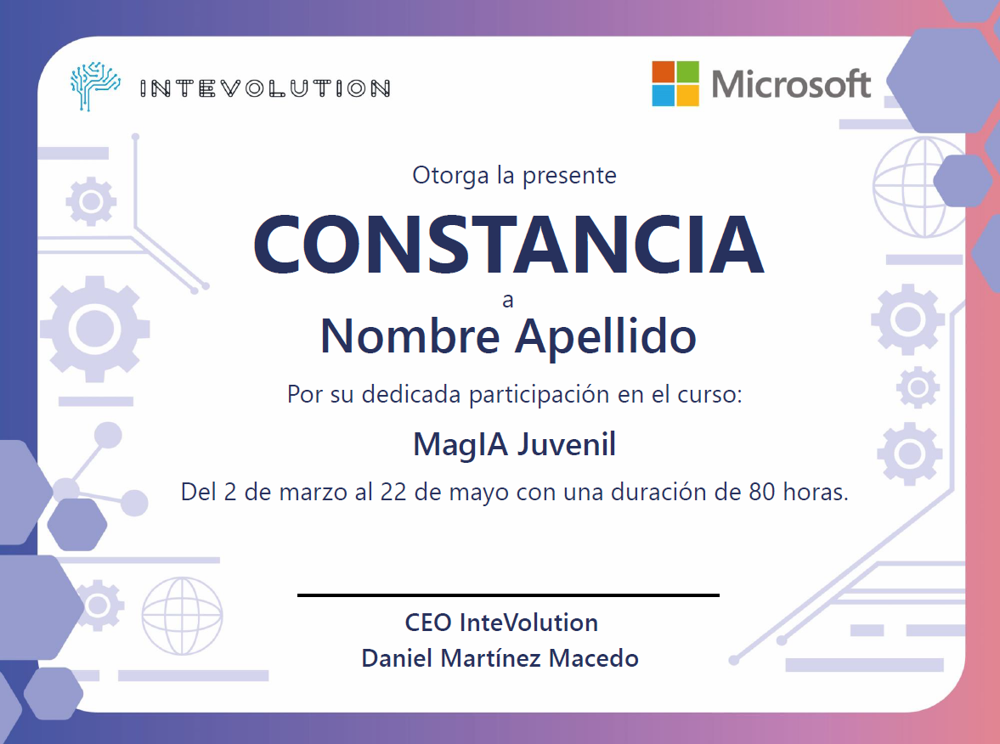 INTEVOLUTION
Microsoft
Otorga la presente
CONSTANCIA
a
Nombre Apellido
Por su dedicada participación en el curso:
MagIA Juvenil
Del 2 de marzo al 22 de mayo con una duración de 80 horas.
CEO InteVolution
Daniel Martínez Macedo